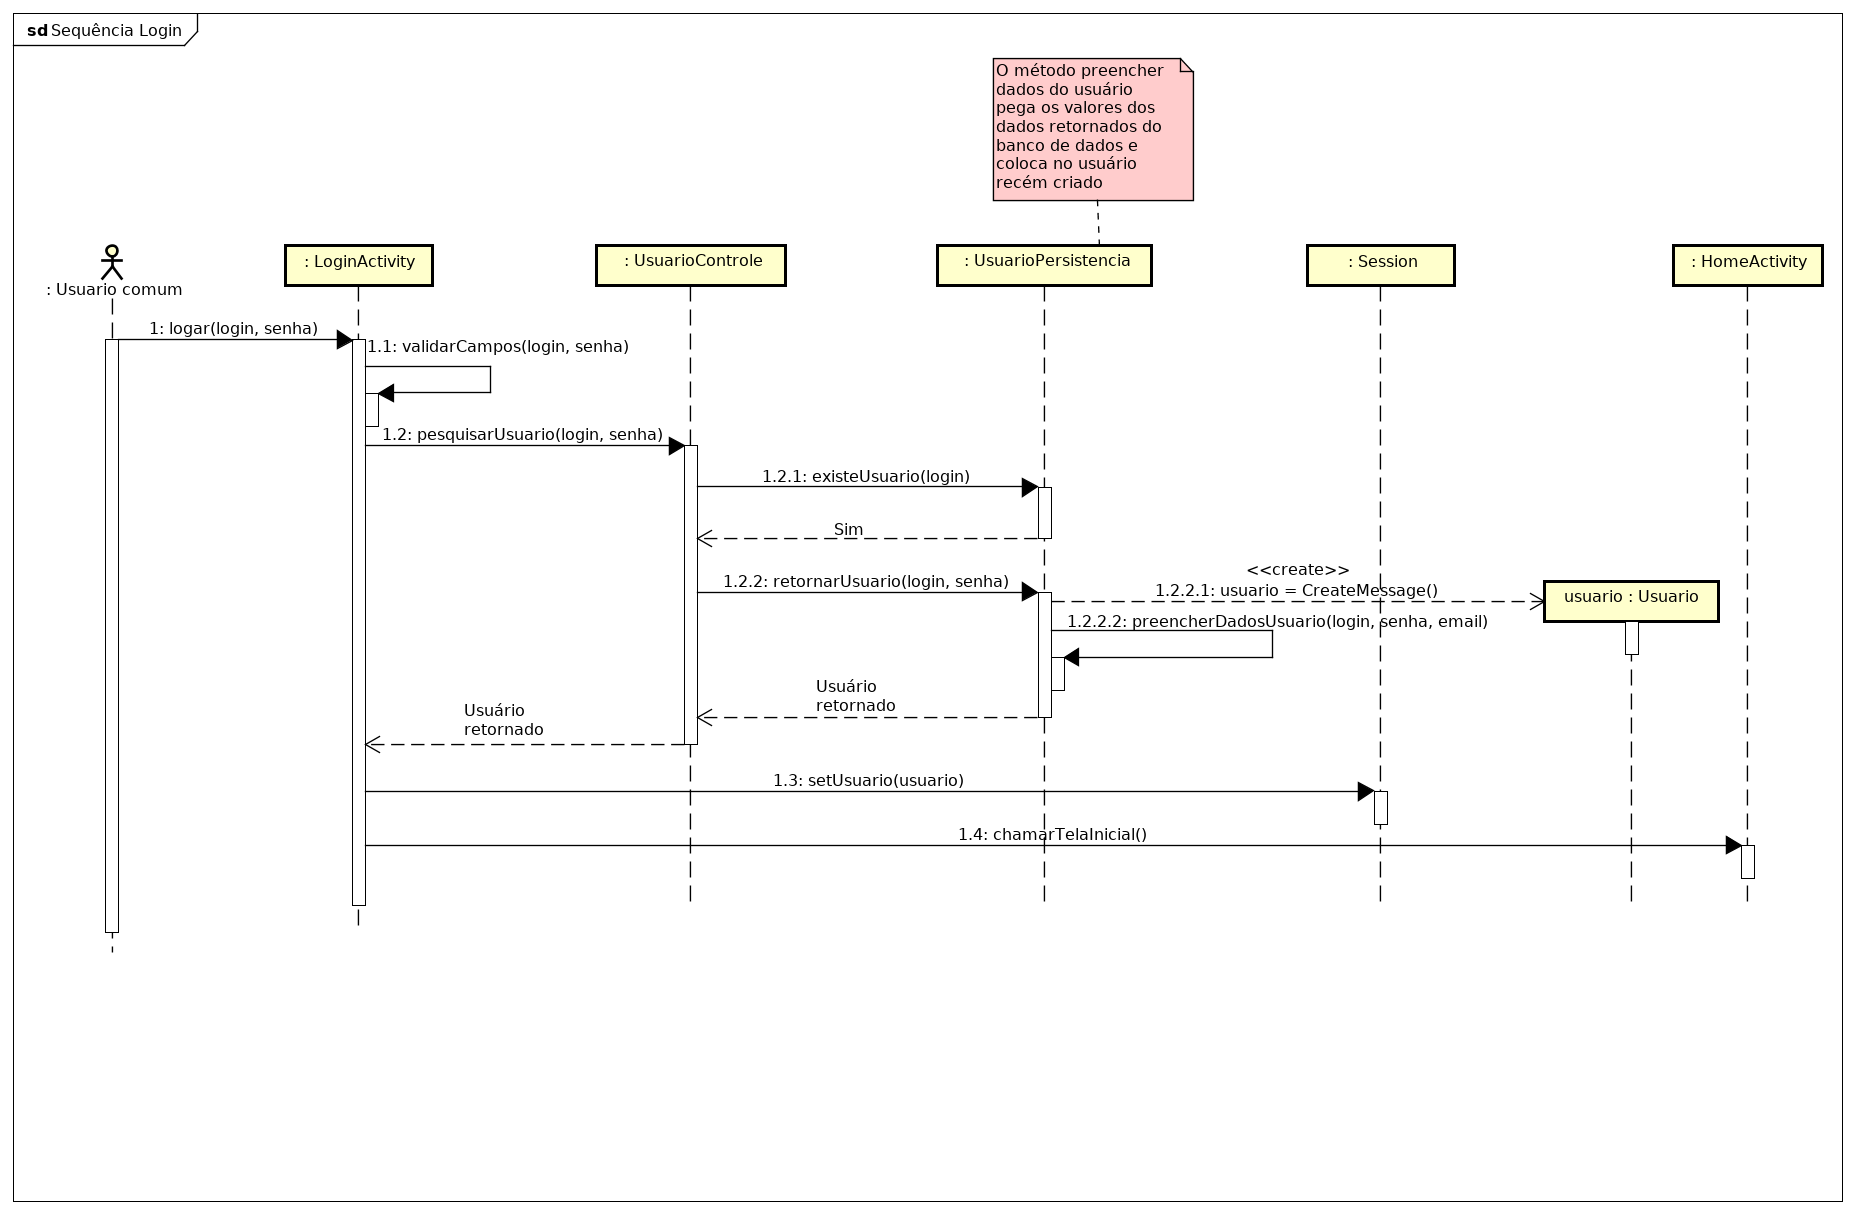 sd Sequência Login
O método preencher
dados do usuário
pega os valores dos
dados retornados do
banco de dados e
coloca no usuário
recém criado
: Usuario comum
: LoginActivity
: UsuarioControle
: UsuarioPersistencia
: Session
: HomeActivity
1: logar(login, senha)
1.1: validarCampos(login, senha)
1.2: pesquisarUsuario(login, senha)
1.2.1: existeUsuario(login)
Sim
1.2.2: retornarUsuario(login, senha)
<<create>>
1.2.2.1: usuario = CreateMessage()
usuario : Usuario
1.2.2.2: preencherDadosUsuario(login, senha, email)
Usuário
retornado
Usuário
retornado
1.3: setUsuario(usuario)
1.4: chamarTelaInicial()